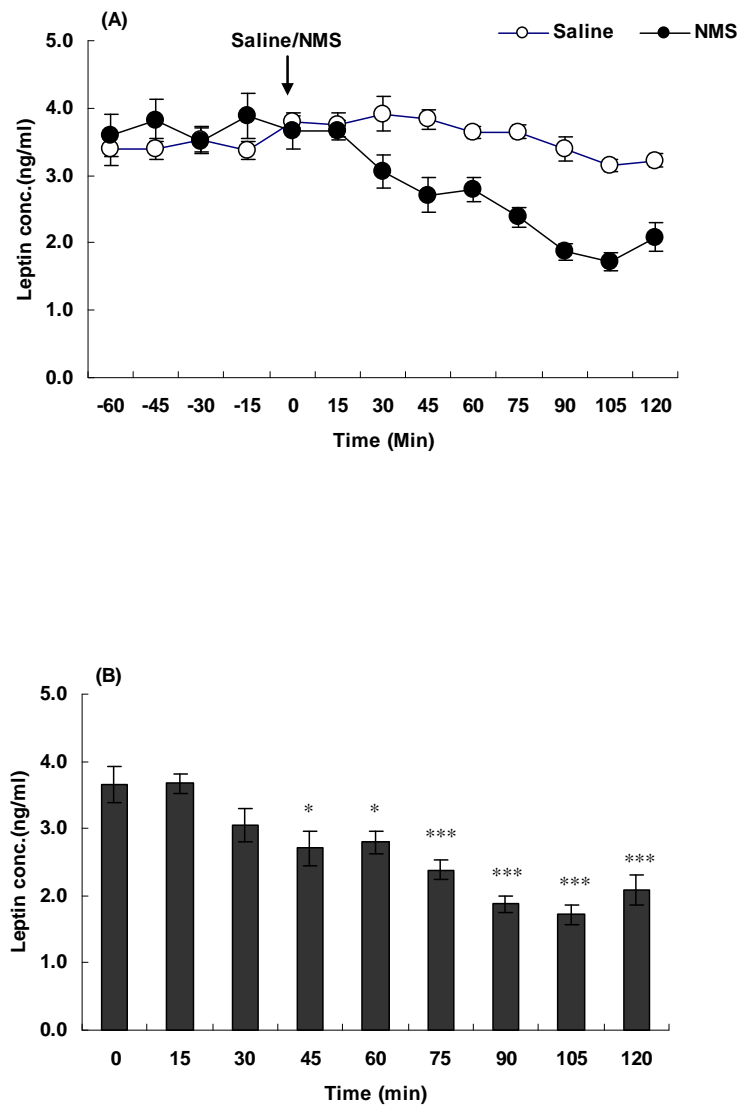 (A)
Saline/NMS
Saline
NMS
Leptin conc.(ng/ml)
5.0
4.0
3.0
2.0
1.0
0.0
-60 -45 -30 -15 0 15 30 45 60 75 90 105 120
Time (Min)
(B)
Leptin conc.(ng/ml)
5.0
4.0
3.0
2.0
1.0
0.0
* * *** *** *** ***
0 15 30 45 60 75 90 105 120
Time (min)